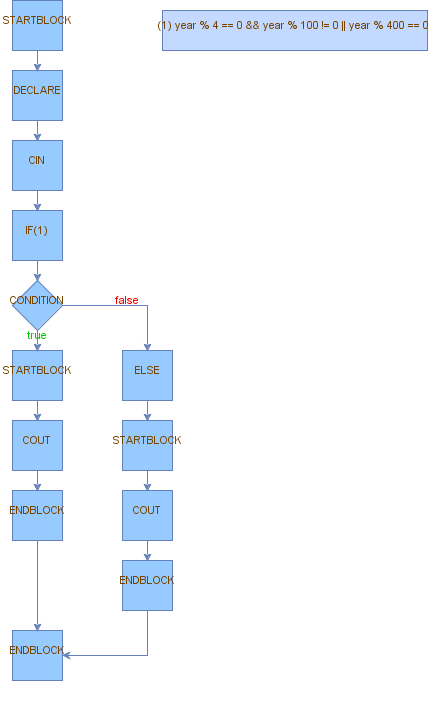 STARTBLOCK
(1) year % 4 == 0 && year % 100 != 0 || year % 400 == 0
DECLARE
CIN
IF(1)
CONDITION
false
true
STARTBLOCK
ELSE
COUT
STARTBLOCK
ENDBLOCK
COUT
ENDBLOCK
ENDBLOCK